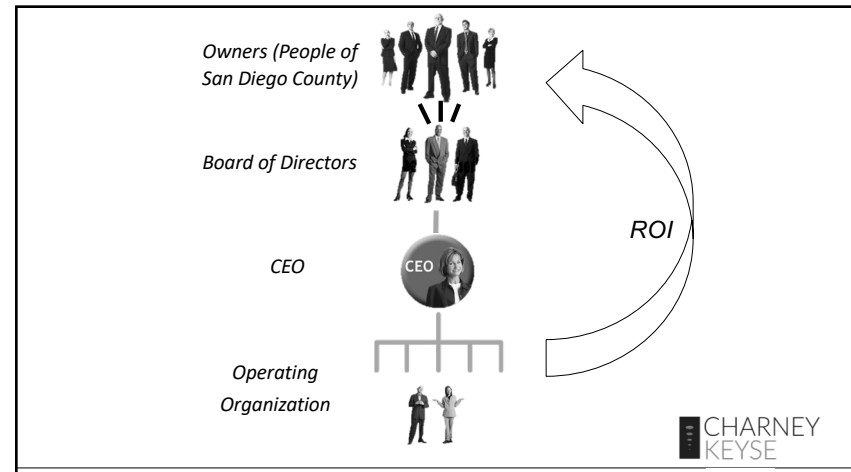 Owners (People of
San Diego County)
Board of Directors
ROI
CEO
CEO
Operating
Organization
CHARNEY
KEYSE